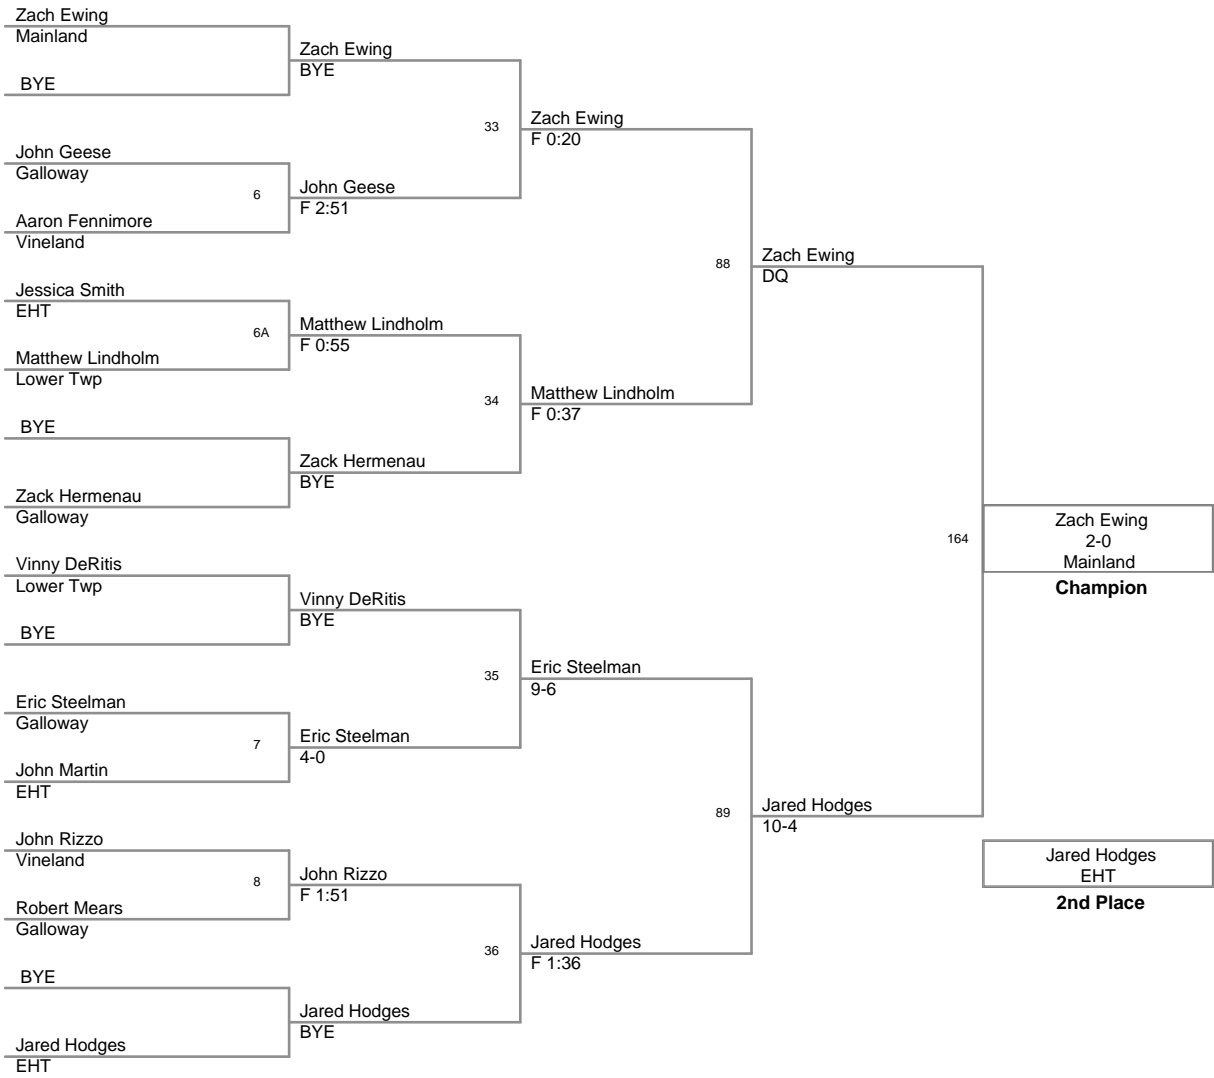 Zach Ewing
Mainland
BYE
John Geese
Galloway
Aaron Fennimore
Vineland
Jessica Smith
EHT
Matthew Lindholm
Lower Twp
BYE
Zack Hermenau
Galloway
Vinny DeRitis
Lower Twp
BYE
Eric Steelman
Galloway
John Martin
EHT
John Rizzo
Vineland
Robert Mears
Galloway
BYE
Jared Hodges
EHT
6
6A
7
8
Zach Ewing
BYE
John Geese
F 2:51
Matthew Lindholm
F 0:55
Zack Hermenau
BYE
Vinny DeRitis
BYE
Eric Steelman
4-0
John Rizzo
F 1:51
Jared Hodges
BYE
33
34
35
36
Zach Ewing
F 0:20
Matthew Lindholm
F 0:37
Eric Steelman
9-6
Jared Hodges
F 1:36
88
89
Zach Ewing
DQ
Jared Hodges
10-4
164
Zach Ewing
2-0
Mainland
Champion
Jared Hodges
EHT
2nd Place